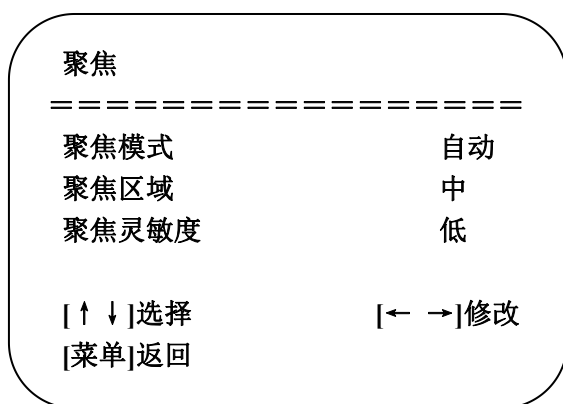 聚焦
=================
聚焦模式 自动
聚焦区域 中
聚焦灵敏度 低
[↑ ↓]选择 [← →]修改
[菜单]返回